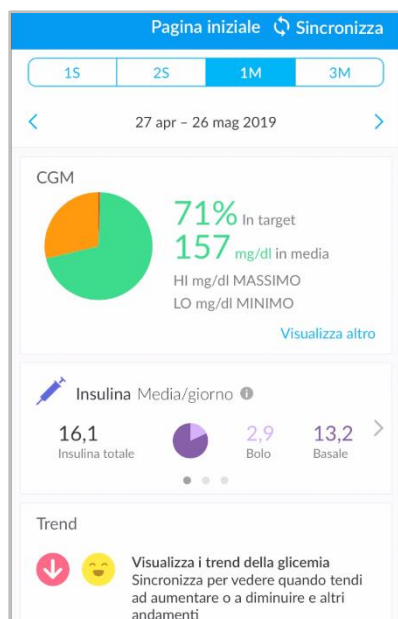 Pagina iniziale Sincronizza
1S 2S 1M 3M
27 apr – 26 mag 2019
CGM
71% In target
157 mg/dl in media
HI mg/dl MASSIMO
LO mg/dl MINIMO
Visualizza altro
Insulina Media/giorno
16,1 2,9 13,2
Insulina totale Bolo Basale
Trend
Visualizza i trend della glicemia
Sincronizza per vedere quando tendi
ad aumentare o a diminuire e altri
andamenti